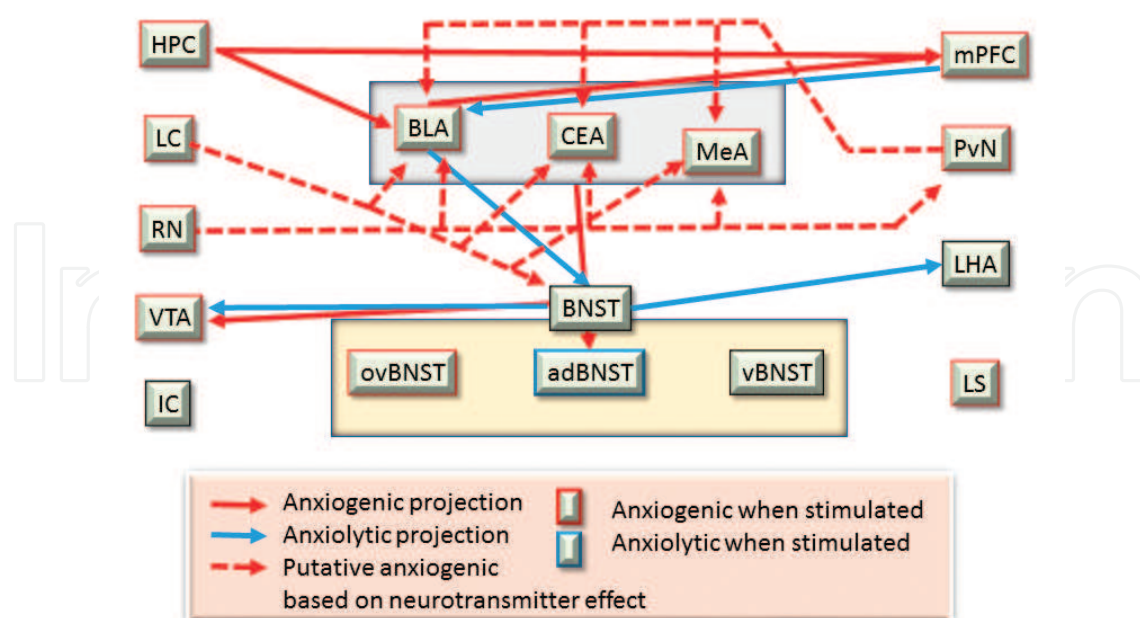 HPC
mPFC
LC
BLA
CEA
MeA
PvN
RN
LHA
VTA
BNST
ovBNST
adBNST
vBNST
IC
LS
Anxiogenic projection
Anxiolytic projection
Putative anxiogenic
based on neurotransmitter effect
Anxiogenic when stimulated
Anxiolytic when stimulated